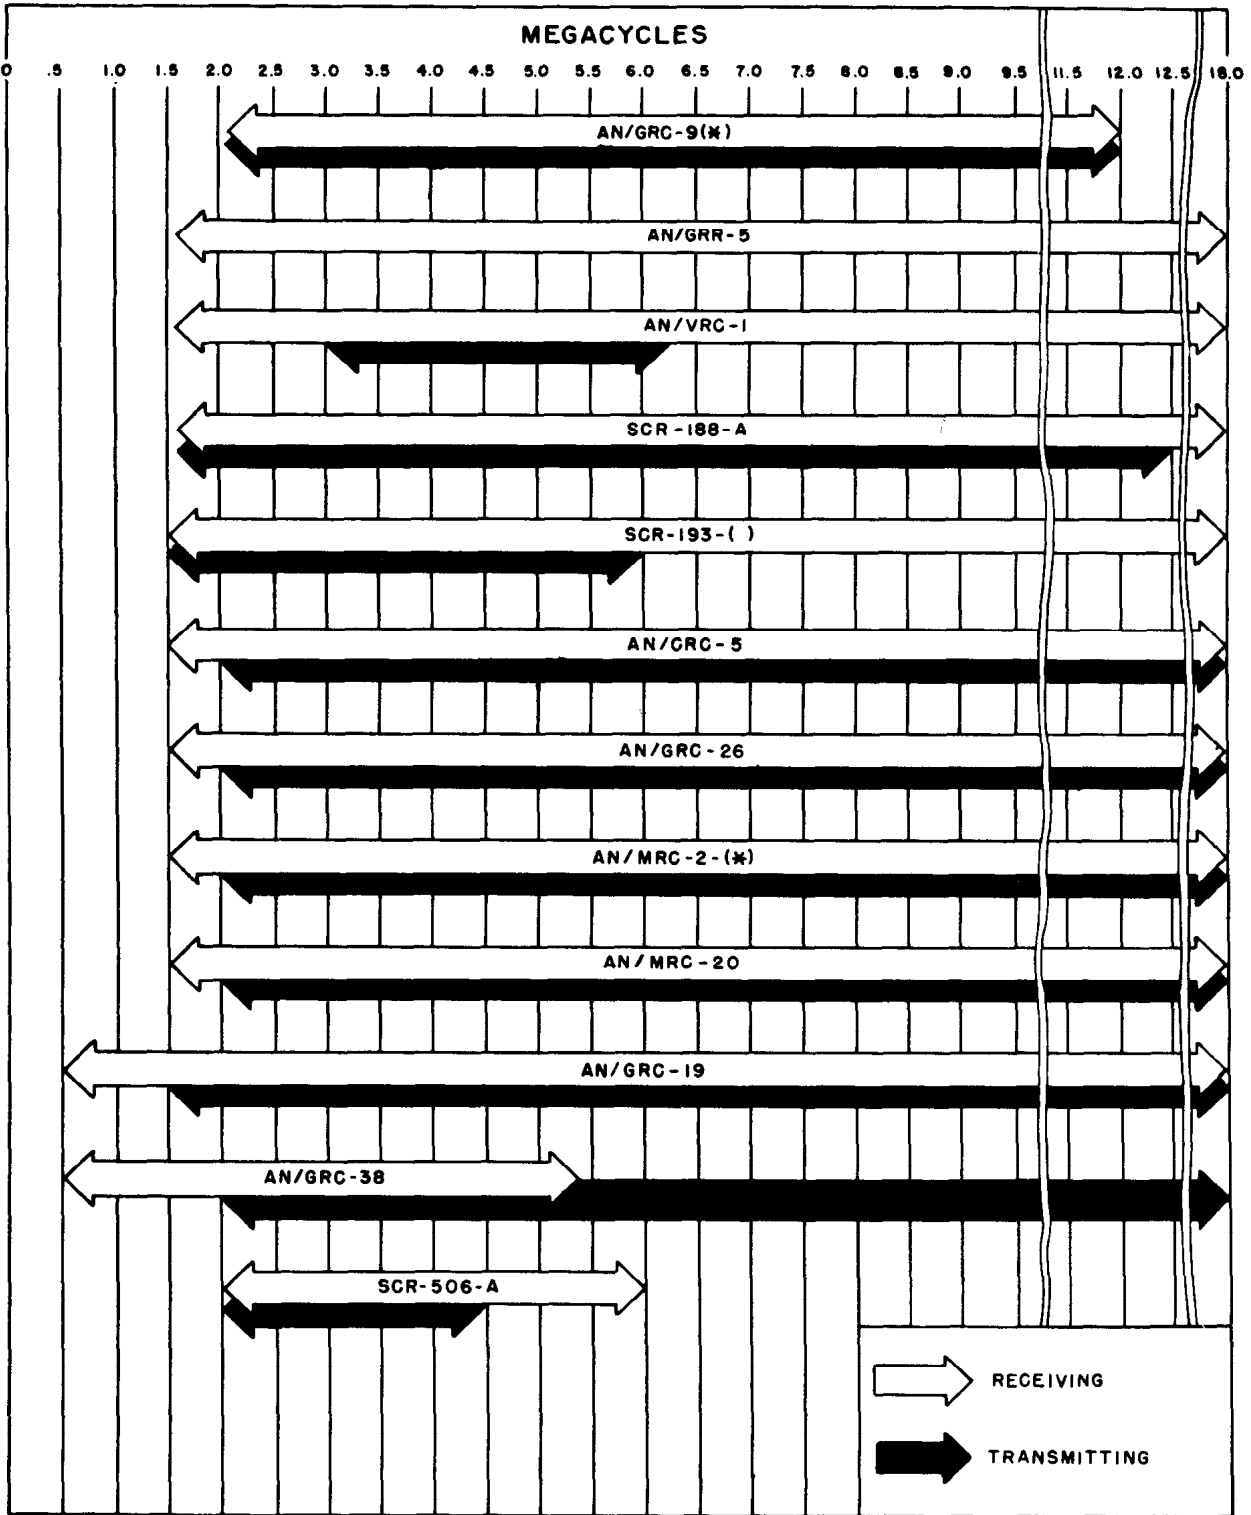 MEGACYCLES
0 .5 1.0 1.5 2.0 2.5 3.0 3.5 4.0 4.5 5.0 5.5 6.0 6.5 7.0 7.5 8.0 8.5 9.0 9.5 11.5 12.0 12.5 18.0
AN/GRC-9(*)
AN/GRR-5
AN/VRC-1
SCR-188-A
SCR-193-( )
AN/CRC-5
AN/GRC-26
AN/MRC-2-(*)
AN/MRC-20
AN/GRC-19
AN/GRC-38
SCR-506-A
RECEIVING
TRANSMITTING